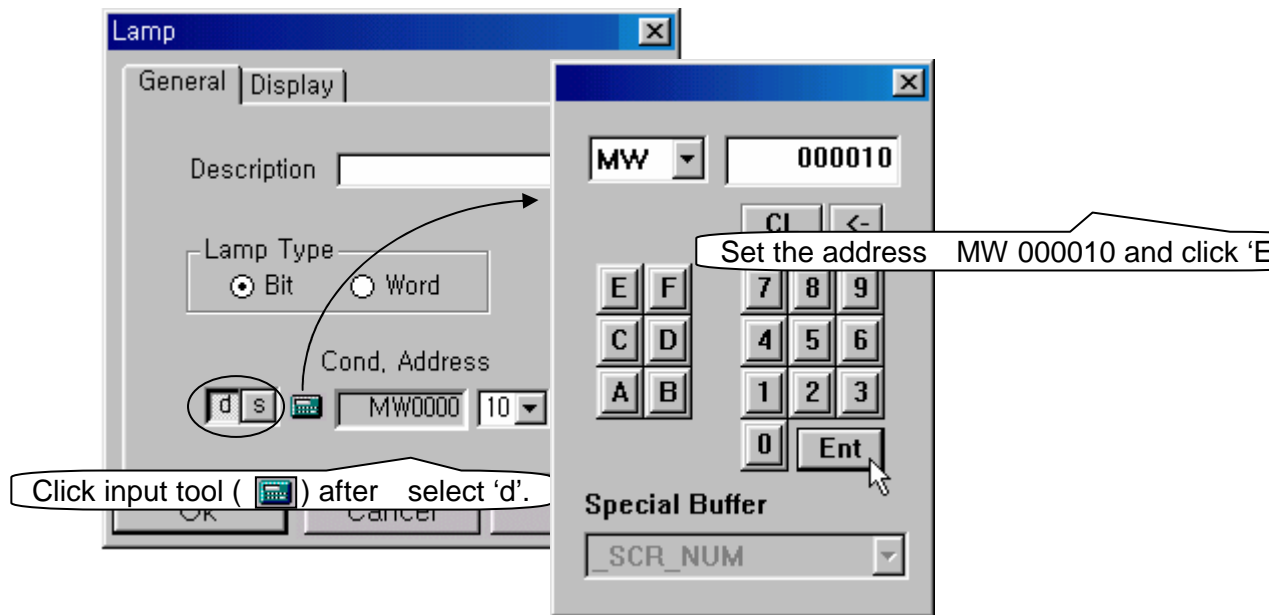 Lamp
General Display
Description
Lamp Type
Bit Word
Cond, Address
d s MW0000 10
Click input tool ( ) after select ‘d’.
Cancel
MW 000010
<-
Set the address MW 000010 and click ‘E
E F 7 8 9
C D 4 5 6
A B 1 2 3
0 Ent
Special Buffer
_SCR_NUM